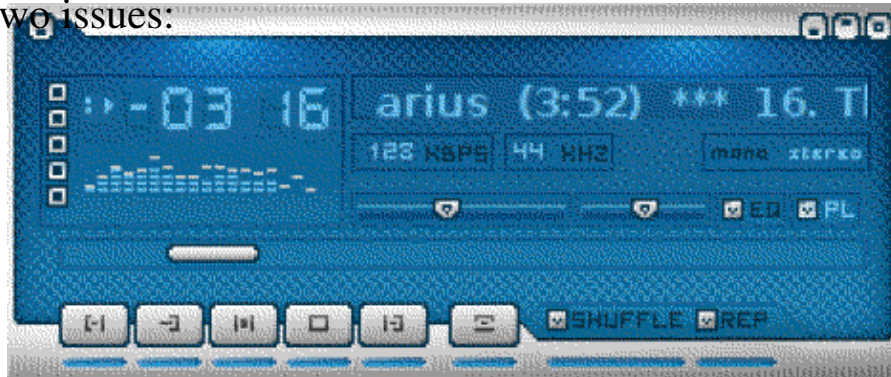 wo issues:
-03 16
arius (3:52) *** 16. T
128 KBPS 44 KHZ mono stereo
EQ PL
SHUFFLE REP